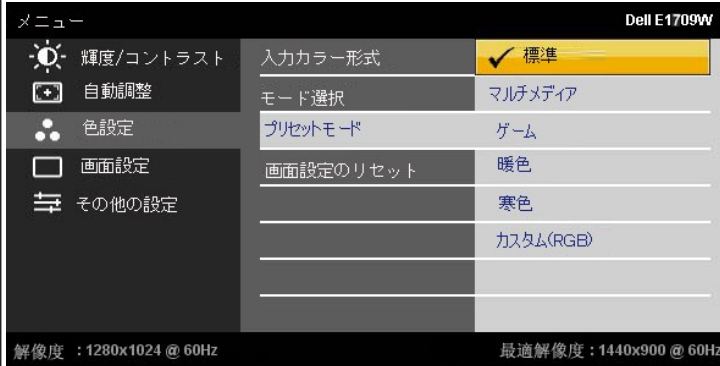 メニュー Dell E1709W
輝度/コントラスト 入力カラー形式 標準
自動調整 モード選択 マルチメディア
色設定 プリセットモード ゲーム
画面設定 画面設定のリセット 暖色
その他の設定 寒色
カスタム(RGB)
解像度 : 1280x1024 @ 60Hz 最適解像度 : 1440x900 @ 60Hz